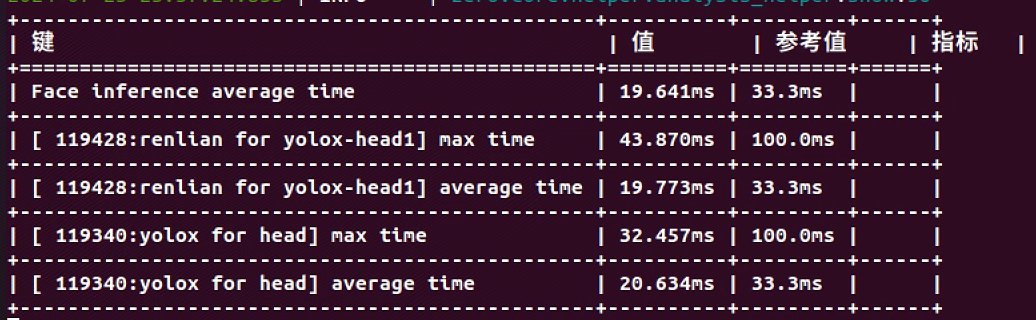 | 键 | 值 | 参考值 | 指标 |
| Face inference average time | 19.641ms | 33.3ms | |
| [ 119428:renlian for yolox-head1] max time | 43.870ms | 100.0ms | |
| [ 119428:renlian for yolox-head1] average time | 19.773ms | 33.3ms | |
| [ 119340:yolox for head] max time | 32.457ms | 100.0ms | |
| [ 119340:yolox for head] average time | 20.634ms | 33.3ms | |